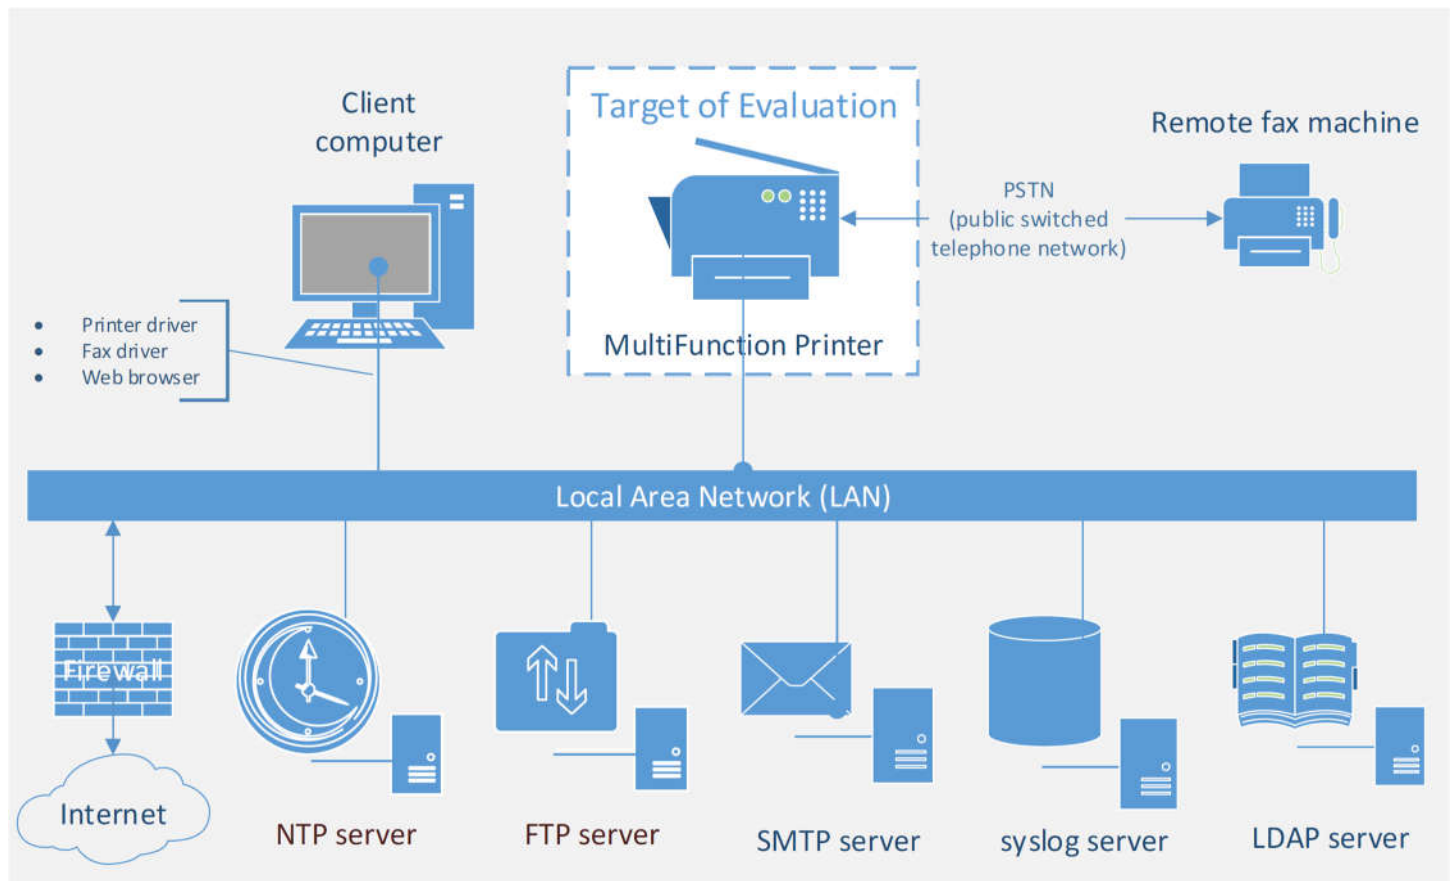 Client
computer
Target of Evaluation
Remote fax machine
PSTN
(public switched
telephone network)
• Printer driver
• Fax driver
• Web browser
MultiFunction Printer
Local Area Network (LAN)
Firewall
Internet
NTP server
FTP server
SMTP server
syslog server
LDAP server